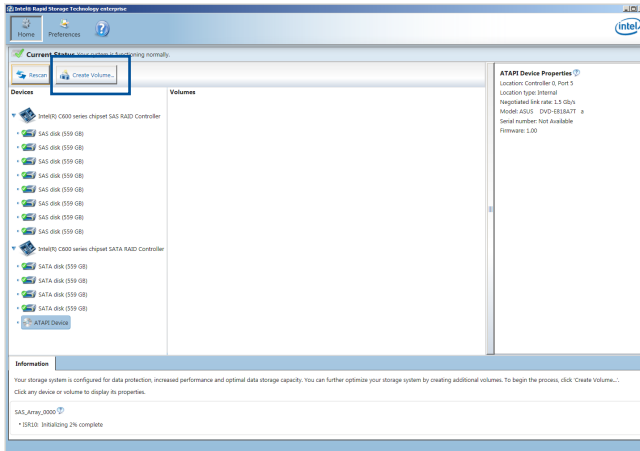 Intel® Rapid Storage Technology enterprise
Home
Preferences
intel
Current Status Your system is functioning normally.
Rescan
Create Volume...
Devices
Volumes
Intel(R) C600 series chipset SAS RAID Controller
SAS disk (559 GB)
SAS disk (559 GB)
SAS disk (559 GB)
SAS disk (559 GB)
SAS disk (559 GB)
SAS disk (559 GB)
SAS disk (559 GB)
SAS disk (559 GB)
Intel(R) C600 series chipset SATA RAID Controller
SATA disk (559 GB)
SATA disk (559 GB)
SATA disk (559 GB)
SATA disk (559 GB)
ATAPI Device
ATAPI Device Properties ?
Location: Controller 0, Port 5
Location type: Internal
Negotiated link rate: 1.5 Gb/s
Model: ASUS DVD-E818A7T a
Serial number: Not Available
Firmware: 1.00
Information
Your storage system is configured for data protection, increased performance and optimal data storage capacity. You can further optimize your storage system by creating additional volumes. To begin the process, click 'Create Volume...'.
Click any device or volume to display its properties.
SAS_Array_0000 ?
• ISR10: Initializing 2% complete